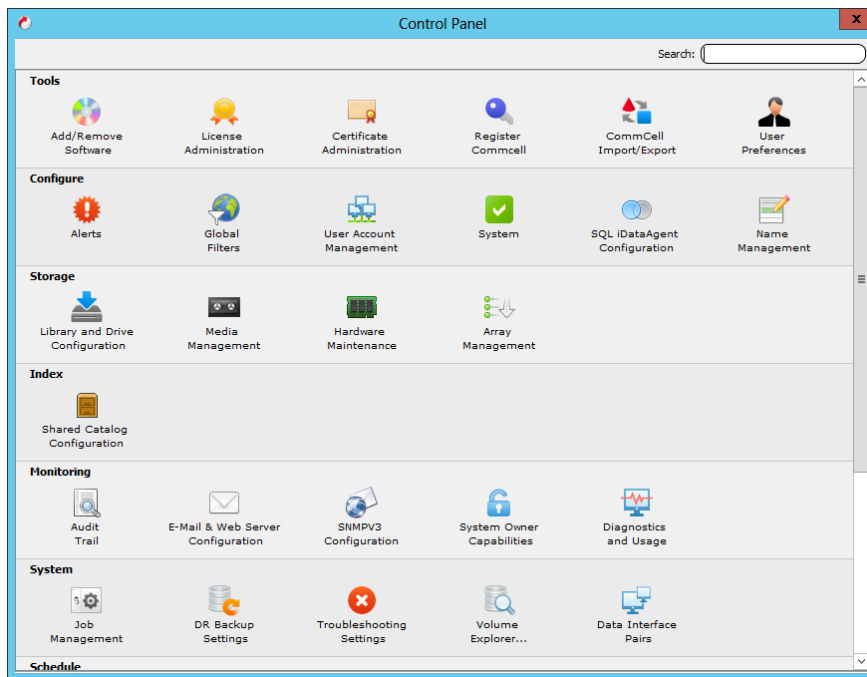 Control Panel
x
Search:
Tools
Add/Remove
Software
License
Administration
Certificate
Administration
Register
Commcell
CommCell
Import/Export
User
Preferences
Configure
Alerts
Global
Filters
User Account
Management
System
SQL iDataAgent
Configuration
Name
Management
Storage
Library and Drive
Configuration
Media
Management
Hardware
Maintenance
Array
Management
Index
Shared Catalog
Configuration
Monitoring
Audit
Trail
E-Mail & Web Server
Configuration
SNMPV3
Configuration
System Owner
Capabilities
Diagnostics
and Usage
System
5
Job
Management
DR Backup
Settings
Troubleshooting
Settings
Volume
Explorer...
Data Interface
Pairs
Schedule